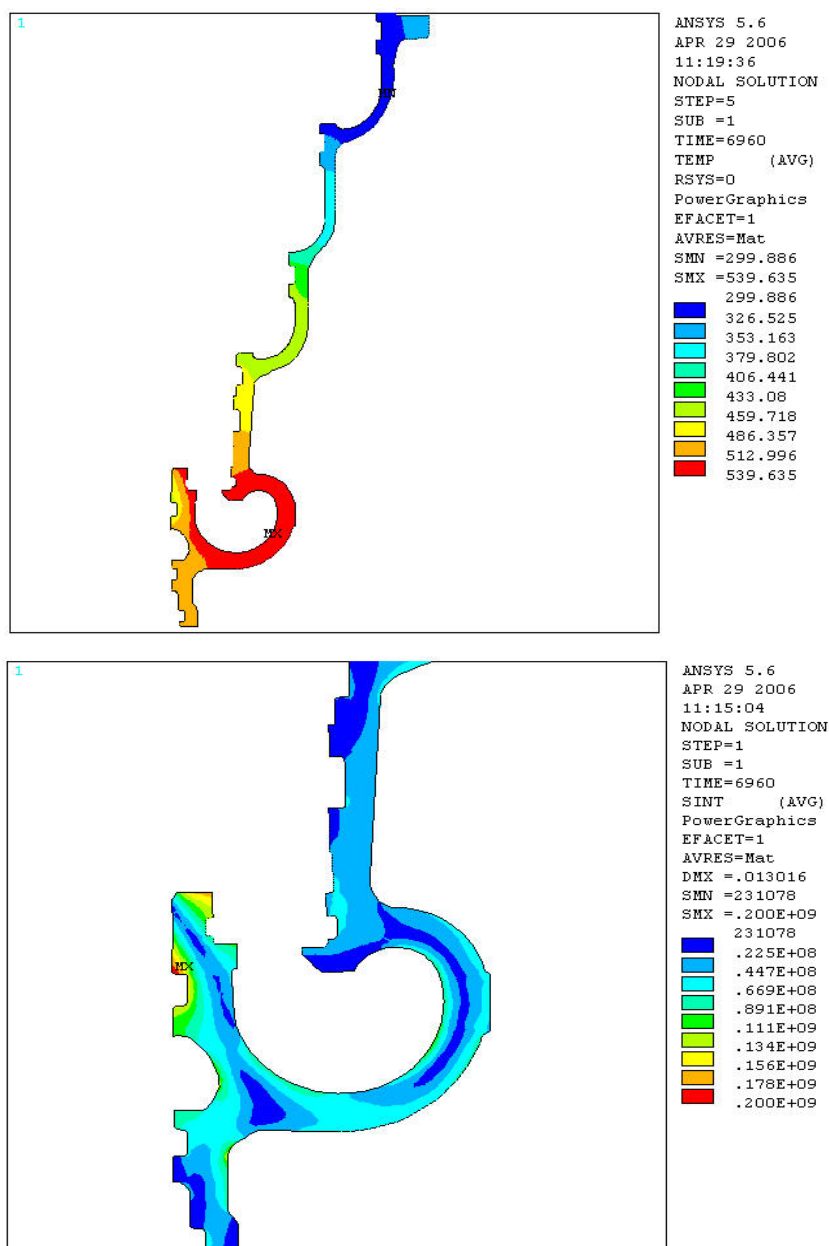 1
ANSYS 5.6
APR 29 2006
11:19:36
NODAL SOLUTION
STEP=5
SUB =1
TIME=6960
TEMP (AVG)
RSYS=0
PowerGraphics
EFACET=1
AVRES=Mat
SMN =299.886
SMX =539.635
299.886
326.525
353.163
379.802
406.441
433.08
459.718
486.357
512.996
539.635
MN
MX
1
ANSYS 5.6
APR 29 2006
11:15:04
NODAL SOLUTION
STEP=1
SUB =1
TIME=6960
SINT (AVG)
PowerGraphics
EFACET=1
AVRES=Mat
DMX =.013016
SMN =231078
SMX =.200E+09
231078
.225E+08
.447E+08
.669E+08
.891E+08
.111E+09
.134E+09
.156E+09
.178E+09
.200E+09
MX